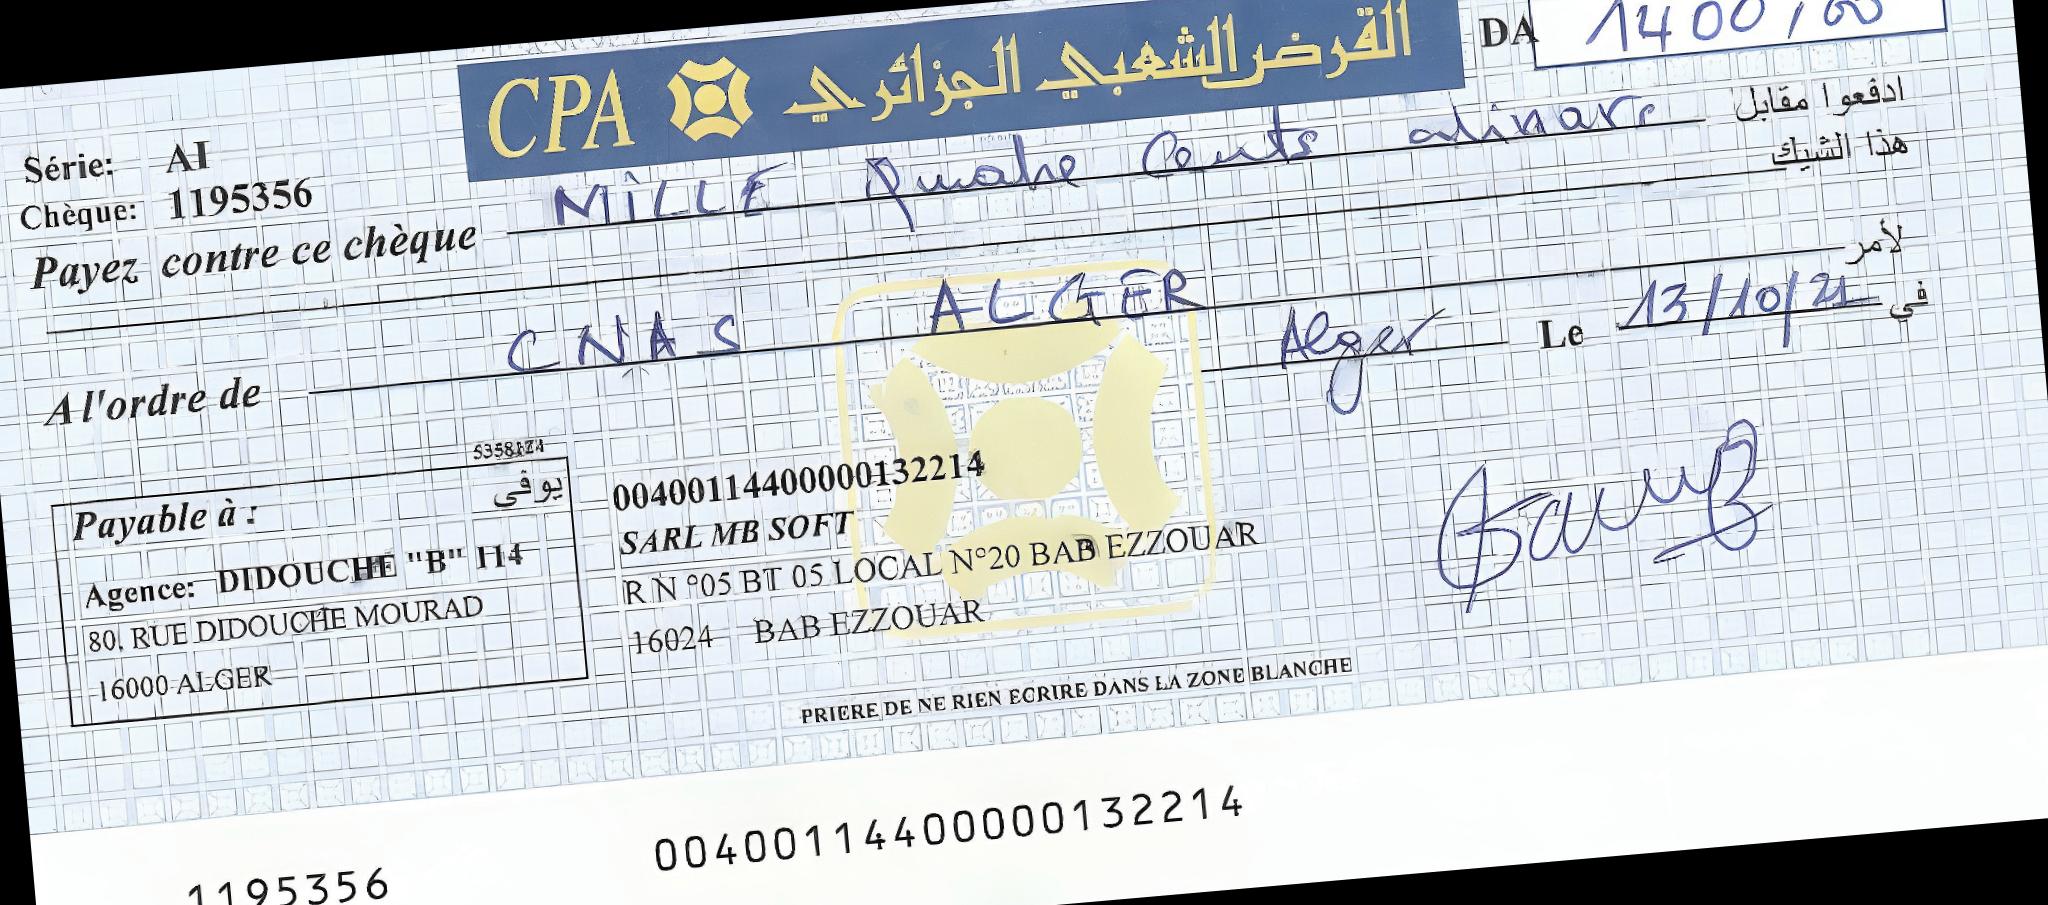 CPA القرض الشعبي الجزائري
DA 1400,00
Série: AI
Chèque: 1195356
ادفعوا مقابل
هذا الشيك
Payez contre ce chèque MILLE Quatre Cents dinars
لأمر
A l'ordre de CNAS ALGER
Alger Le 13/10/21 في
Payable à : يوفى
Agence: DIDOUCHE "B" 114
80, RUE DIDOUCHE MOURAD
16000 ALGER
00400114400000132214
SARL MB SOFT
R N °05 BT 05 LOCAL N°20 BAB EZZOUAR
16024 BAB EZZOUAR
PRIERE DE NE RIEN ECRIRE DANS LA ZONE BLANCHE
1195356 00400114400000132214